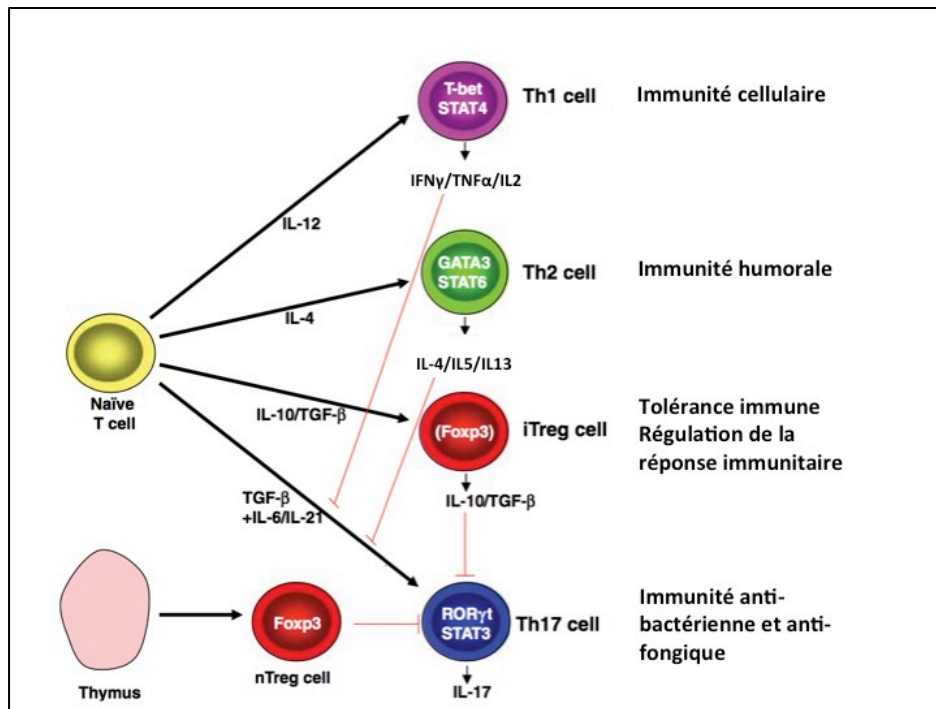 T-bet
STAT4
Th1 cell
Immunité cellulaire
IFNγ/TNFα/IL2
IL-12
GATA3
STAT6
Th2 cell
Immunité humorale
IL-4
IL-4/IL5/IL13
Naïve
T cell
IL-10/TGF-β
(Foxp3)
iTreg cell
Tolérance immune
Régulation de la
réponse immunitaire
IL-10/TGF-β
TGF-β
+IL-6/IL-21
Thymus
Foxp3
nTreg cell
RORγt
STAT3
Th17 cell
Immunité anti-
bactérienne et anti-
fongique
IL-17